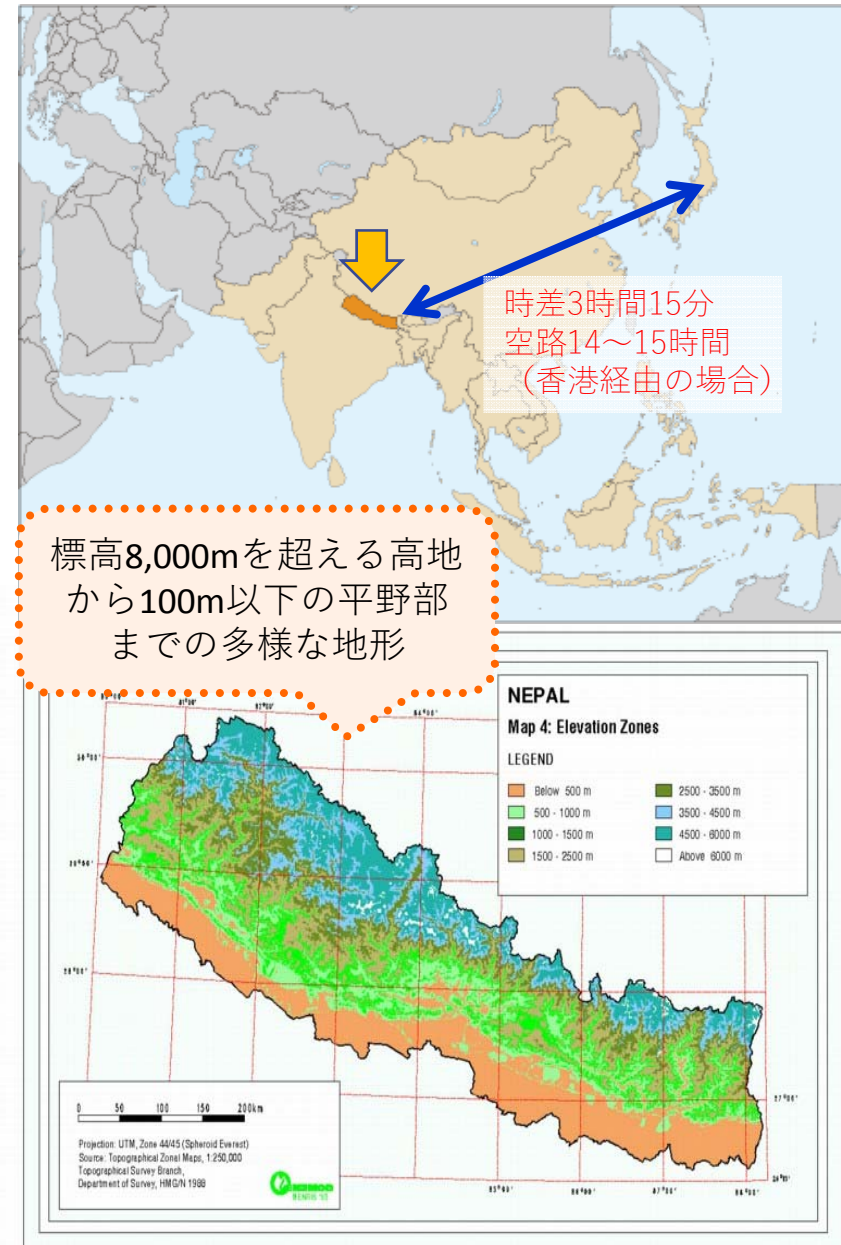 時差3時間15分
空路14～15時間
（香港経由の場合）
標高8,000mを超える高地
から100m以下の平野部
までの多様な地形
NEPAL
Map 4: Elevation Zones
LEGEND
Below 500 m
500 - 1000 m
1000 - 1500 m
1500 - 2500 m
2500 - 3500 m
3500 - 4500 m
4500 - 6000 m
Above 6000 m
0 50 100 150 200km
Projection: UTM, Zone 44/45 (Spheroid Everest)
Source: Topographical Zonal Maps, 1:250,000
Topographical Survey Branch,
Department of Survey, HMG/N 1988